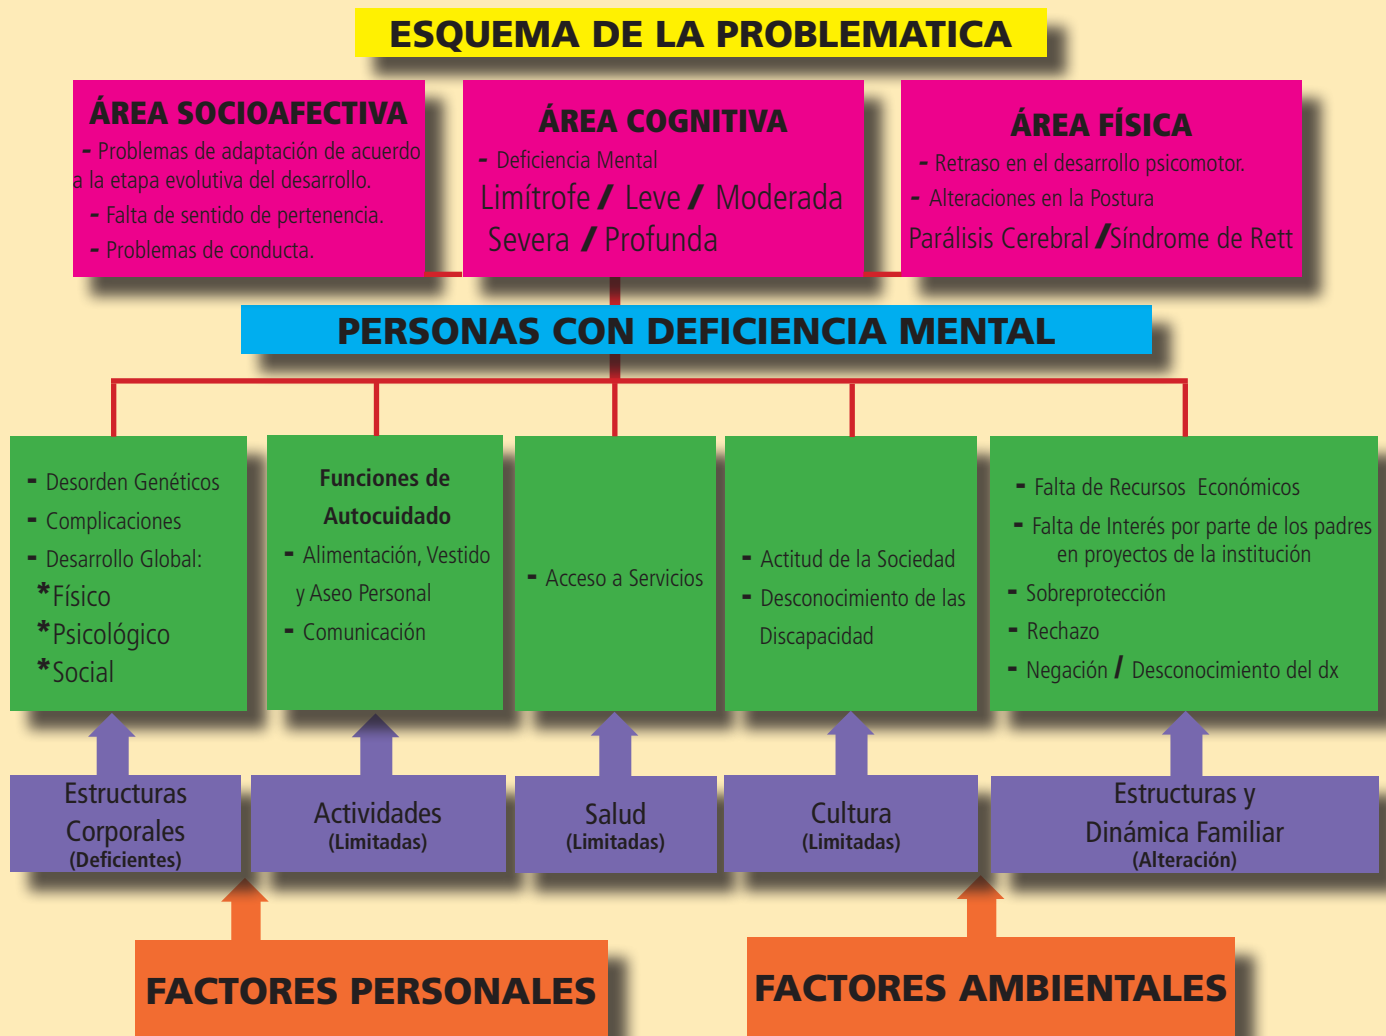 ESQUEMA DE LA PROBLEMATICA
ÁREA SOCIOAFECTIVA
- Problemas de adaptación de acuerdo
a la etapa evolutiva del desarrollo.
- Falta de sentido de pertenencia.
- Problemas de conducta.
ÁREA COGNITIVA
- Deficiencia Mental
Limítrofe / Leve / Moderada
Severa / Profunda
ÁREA FÍSICA
- Retraso en el desarrollo psicomotor.
- Alteraciones en la Postura
Parálisis Cerebral /Síndrome de Rett
PERSONAS CON DEFICIENCIA MENTAL
- Desorden Genéticos
- Complicaciones
- Desarrollo Global:
*Físico
*Psicológico
*Social
Funciones de
Autocuidado
- Alimentación, Vestido
y Aseo Personal
- Comunicación
- Acceso a Servicios
- Actitud de la Sociedad
- Desconocimiento de las
Discapacidad
- Falta de Recursos Económicos
- Falta de Interés por parte de los padres
en proyectos de la institución
- Sobreprotección
- Rechazo
- Negación / Desconocimiento del dx
Estructuras
Corporales
(Deficientes)
Actividades
(Limitadas)
Salud
(Limitadas)
Cultura
(Limitadas)
Estructuras y
Dinámica Familiar
(Alteración)
FACTORES PERSONALES
FACTORES AMBIENTALES